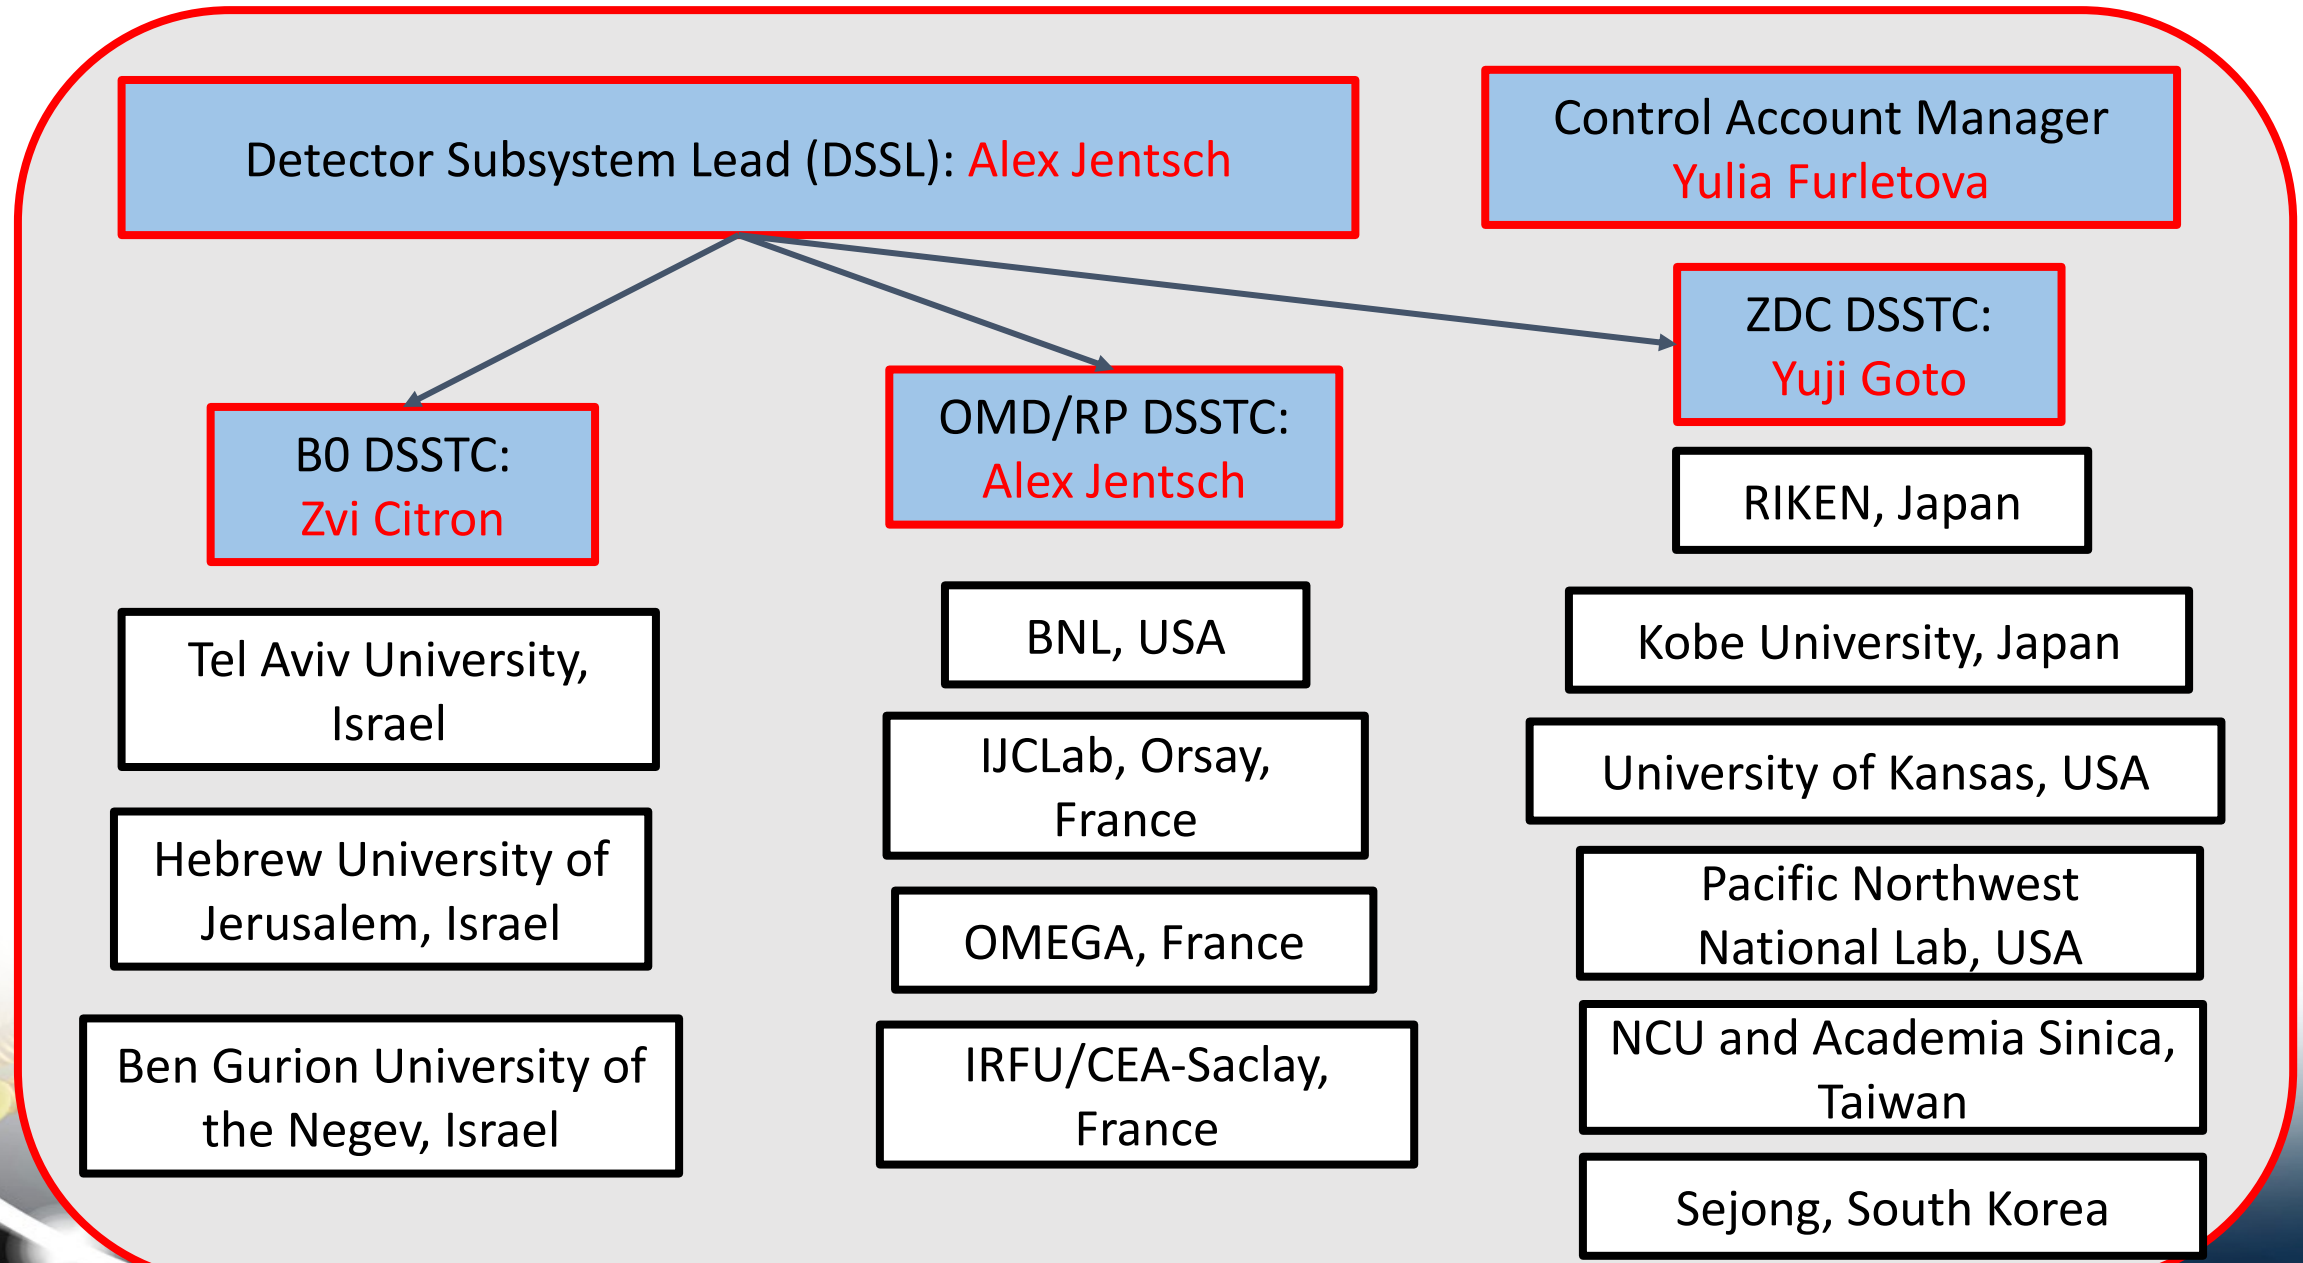 Detector Subsystem Lead (DSSL): Alex Jentsch
Control Account Manager
Yulia Furletova
B0 DSSTC:
Zvi Citron
Tel Aviv University,
Israel
Hebrew University of
Jerusalem, Israel
Ben Gurion University of
the Negev, Israel
OMD/RP DSSTC:
Alex Jentsch
BNL, USA
IJCLab, Orsay,
France
OMEGA, France
IRFU/CEA-Saclay,
France
ZDC DSSTC:
Yuji Goto
RIKEN, Japan
Kobe University, Japan
University of Kansas, USA
Pacific Northwest
National Lab, USA
NCU and Academia Sinica,
Taiwan
Sejong, South Korea